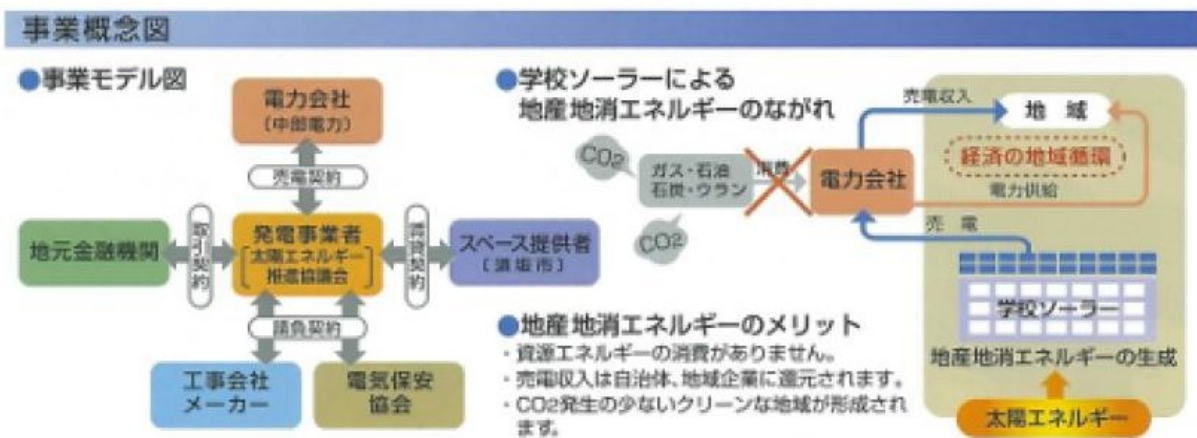 事業概念図
●事業モデル図
電力会社
(中部電力)
売電契約
地元金融機関
取引契約
発電事業者
[太陽エネルギー
推進協議会]
賃貸契約
スペース提供者
(須坂市)
請負契約
工事会社
メーカー
電気保安
協会
●学校ソーラーによる
地産地消エネルギーのながれ
CO2
ガス・石油
石炭・ウラン
CO2
消費
電力会社
売電収入
地域
経済の地域循環
電力供給
売電
学校ソーラー
地産地消エネルギーの生成
太陽エネルギー
●地産地消エネルギーのメリット
・資源エネルギーの消費がありません。
・売電収入は自治体、地域企業に還元されます。
・CO2発生の少ないクリーンな地域が形成され
ます。